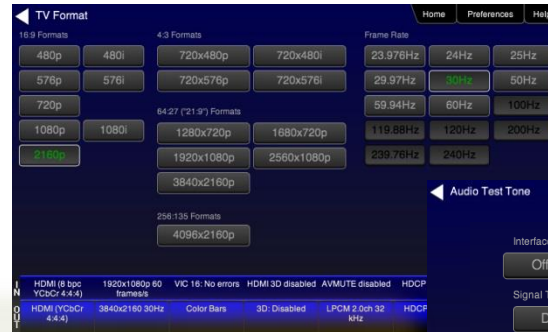 TV Format
Home Preferences Help
16:9 Formats 4:3 Formats Frame Rate
480p 480i 720x480p 720x480i 23.976Hz 24Hz 25Hz
576p 576i 720x576p 720x576i 29.97Hz 30Hz 50Hz
720p 64:27 ("21:9") Formats 59.94Hz 60Hz 100Hz
1080p 1080i 1280x720p 1680x720p 119.88Hz 120Hz 200Hz
2160p 1920x1080p 2560x1080p 239.76Hz 240Hz
3840x2160p
Audio Test Tone
256:135 Formats
4096x2160p
Interface
Off
Signal T
IN HDMI (8 bpc YCbCr 4:4:4) 1920x1080p 60 frames/s VIC 16: No errors HDMI 3D disabled AVMUTE disabled HDCP
OUT HDMI (YCbCr 4:4:4) 3840x2160 30Hz Color Bars 3D: Disabled LPCM 2.0ch 32 kHz HDCP